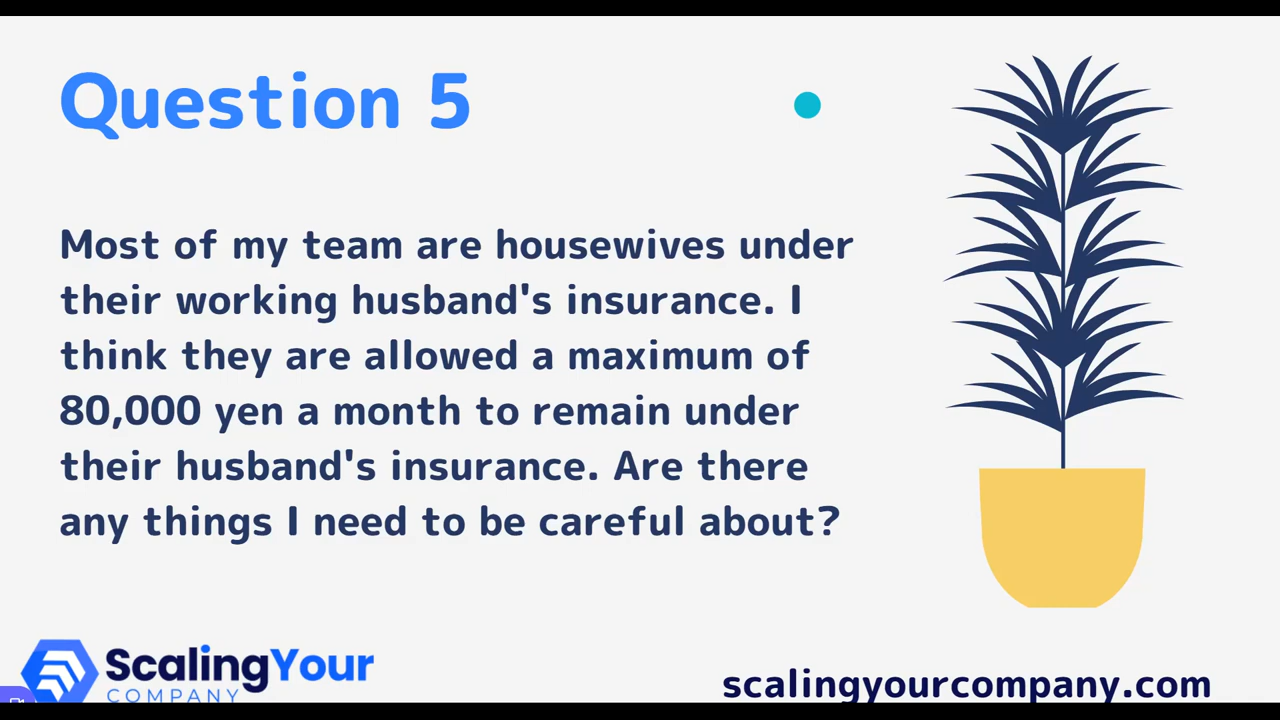 Question 5
Most of my team are housewives under
their working husband's insurance. I
think they are allowed a maximum of
80,000 yen a month to remain under
their husband's insurance. Are there
any things I need to be careful about?
ScalingYour
COMPANY
scalingyourcompany.com